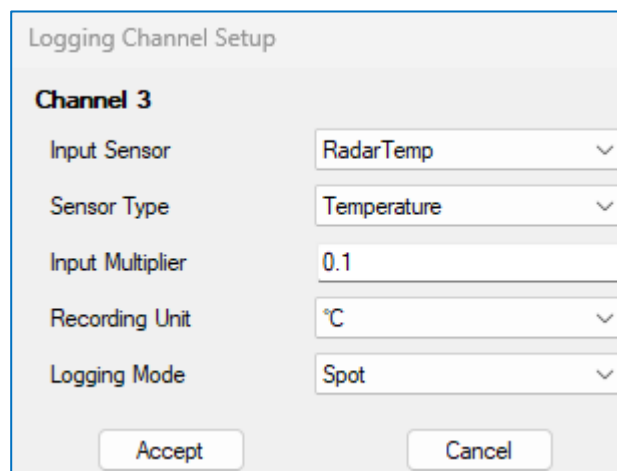 Logging Channel Setup
Channel 3
Input Sensor RadarTemp
Sensor Type Temperature
Input Multiplier 0.1
Recording Unit °C
Logging Mode Spot
Accept Cancel